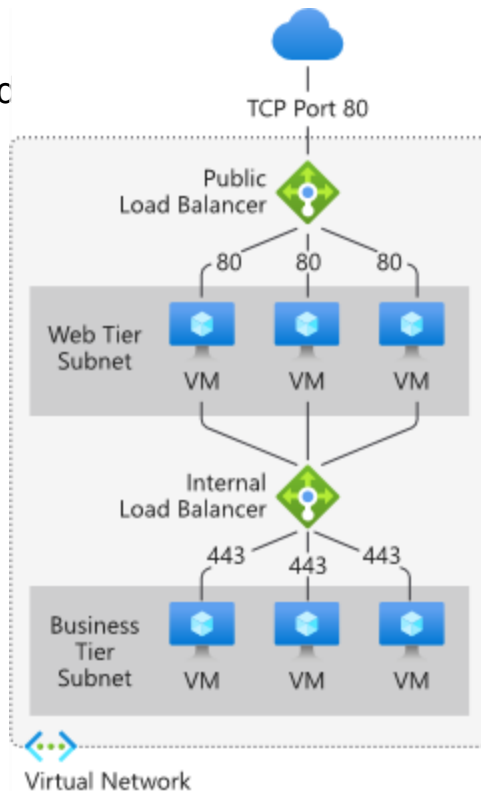 TCP Port 80
Public
Load Balancer
80 80 80
Web Tier
Subnet
VM VM VM
Internal
Load Balancer
443 443 443
Business
Tier
Subnet
VM VM VM
Virtual Network